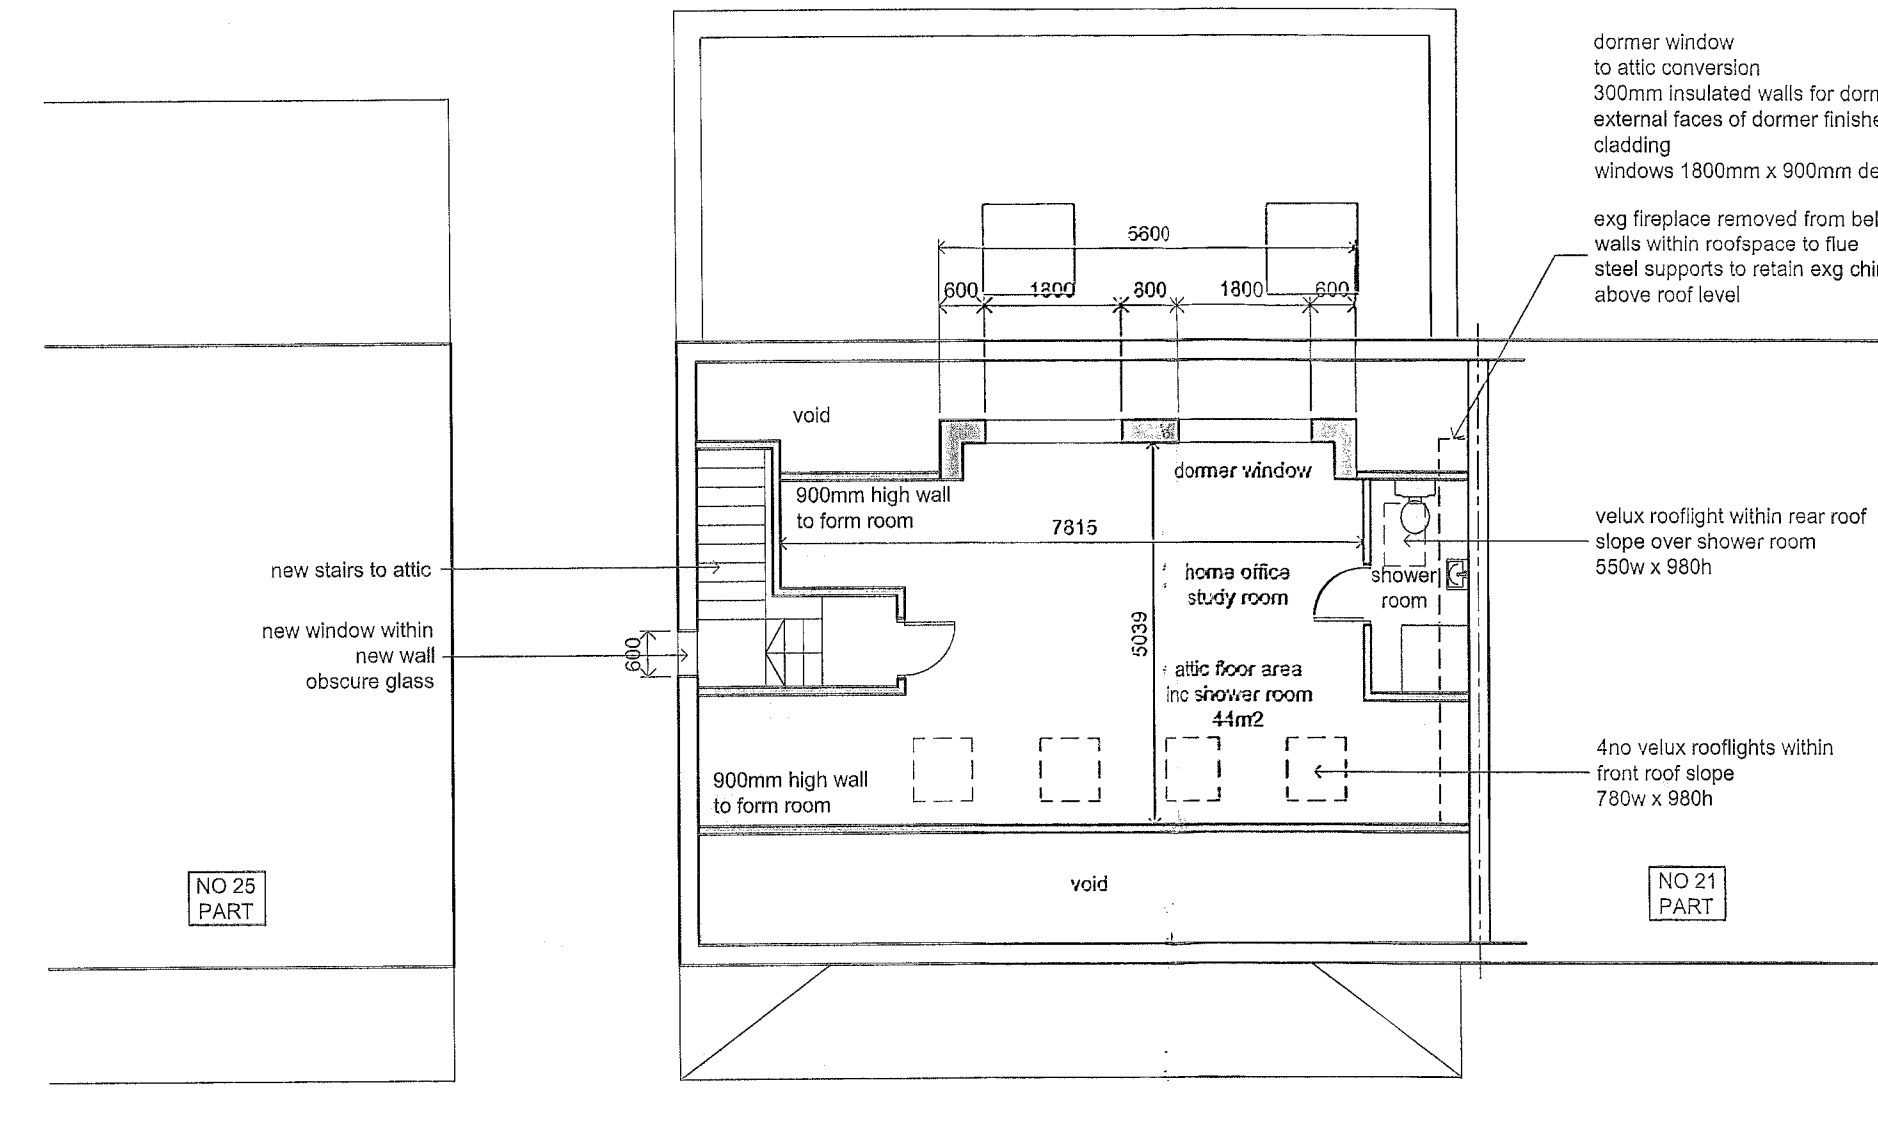 dormer window
to attic conversion
300mm insulated walls for
external faces of dormer
cladding
windows 1800mm x 900mm
exg fireplace removed from
walls within roofspace to flue
steel supports to retain exg
above roof level
5600
600 1800 800 1800 600
void
dormer window
900mm high wall
to form room
7815
velux rooflight within rear roof
slope over shower room
550w x 980h
new stairs to attic
home office
study room
shower
room
new window within
new wall
obscure glass
600
5039
attic floor area
inc shower room
44m2
900mm high wall
to form room
4no velux rooflights within
front roof slope
780w x 980h
void
NO 25
PART
NO 21
PART